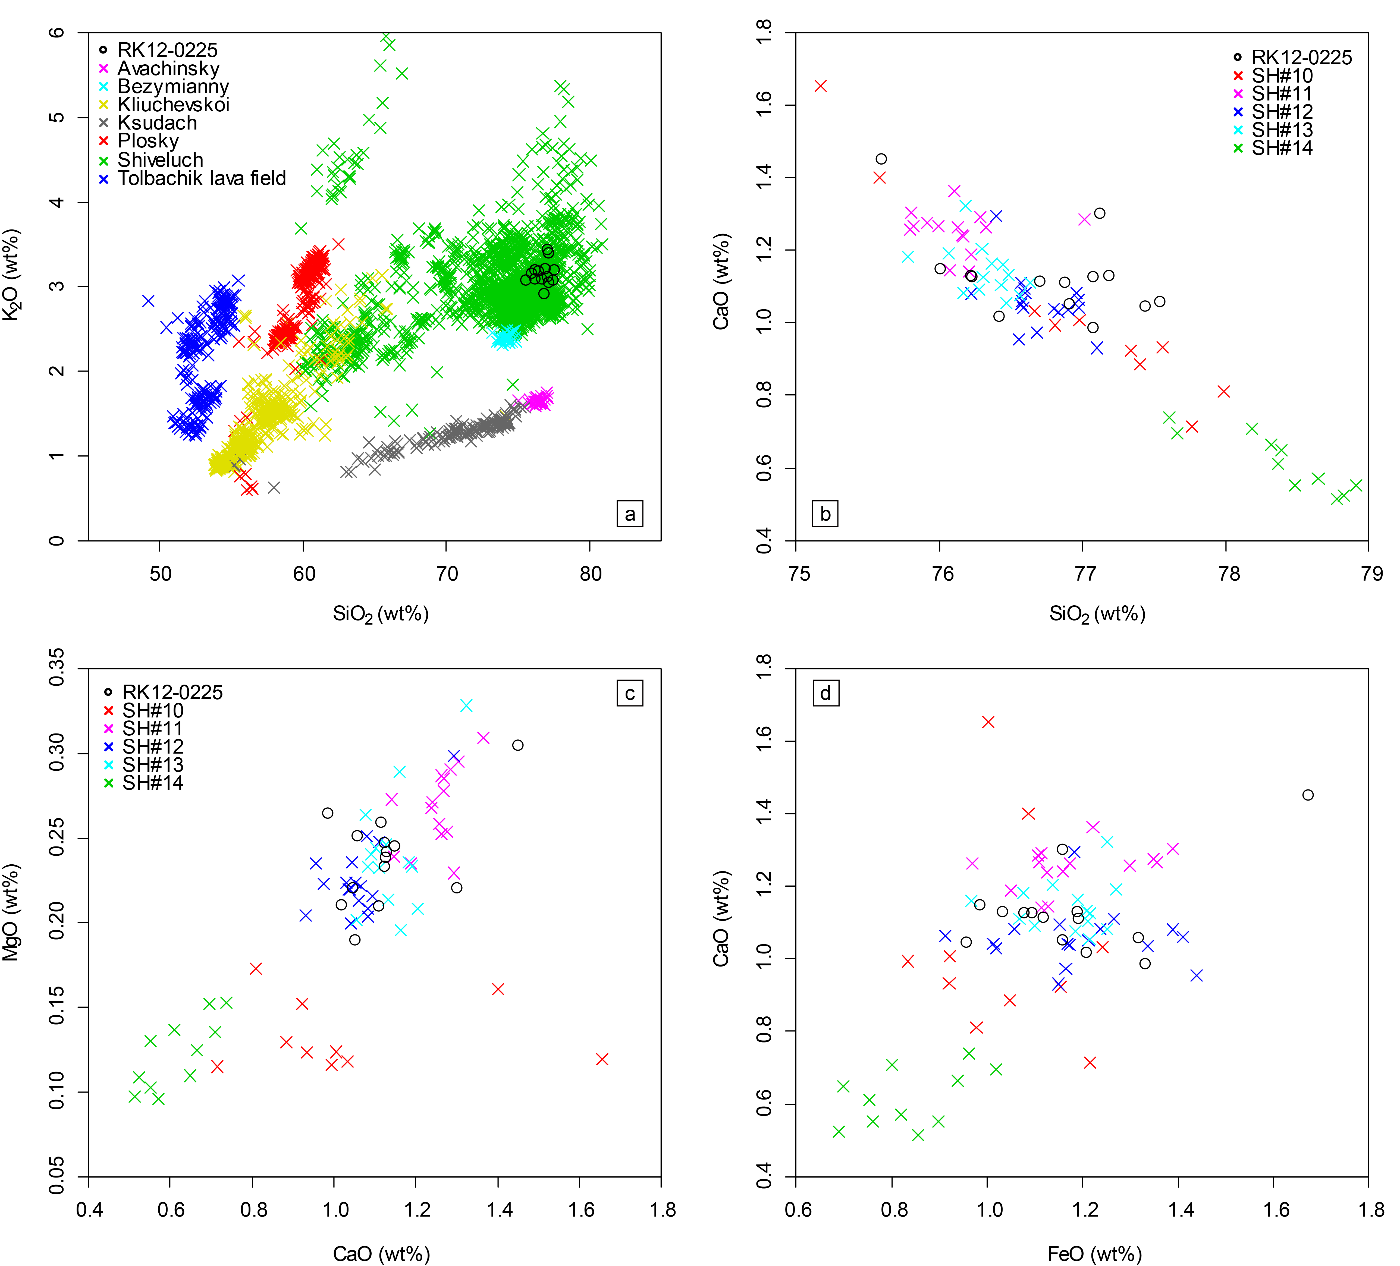 6
5
4
3
2
1
0
K2O (wt%)
RK12-0225
Avachinsky
Bezymianny
Kliuchevskoi
Ksudach
Plosky
Shiveluch
Tolbachik lava field
a
50
60
70
80
SiO2 (wt%)
1.8
1.6
1.4
1.2
1.0
0.8
0.6
0.4
CaO (wt%)
RK12-0225
SH#10
SH#11
SH#12
SH#13
SH#14
b
75
76
77
78
79
SiO2 (wt%)
0.35
0.30
0.25
0.20
0.15
0.10
0.05
MgO (wt%)
RK12-0225
SH#10
SH#11
SH#12
SH#13
SH#14
c
0.4
0.6
0.8
1.0
1.2
1.4
1.6
1.8
CaO (wt%)
1.8
1.6
1.4
1.2
1.0
0.8
0.6
0.4
CaO (wt%)
d
0.6
0.8
1.0
1.2
1.4
1.6
1.8
FeO (wt%)